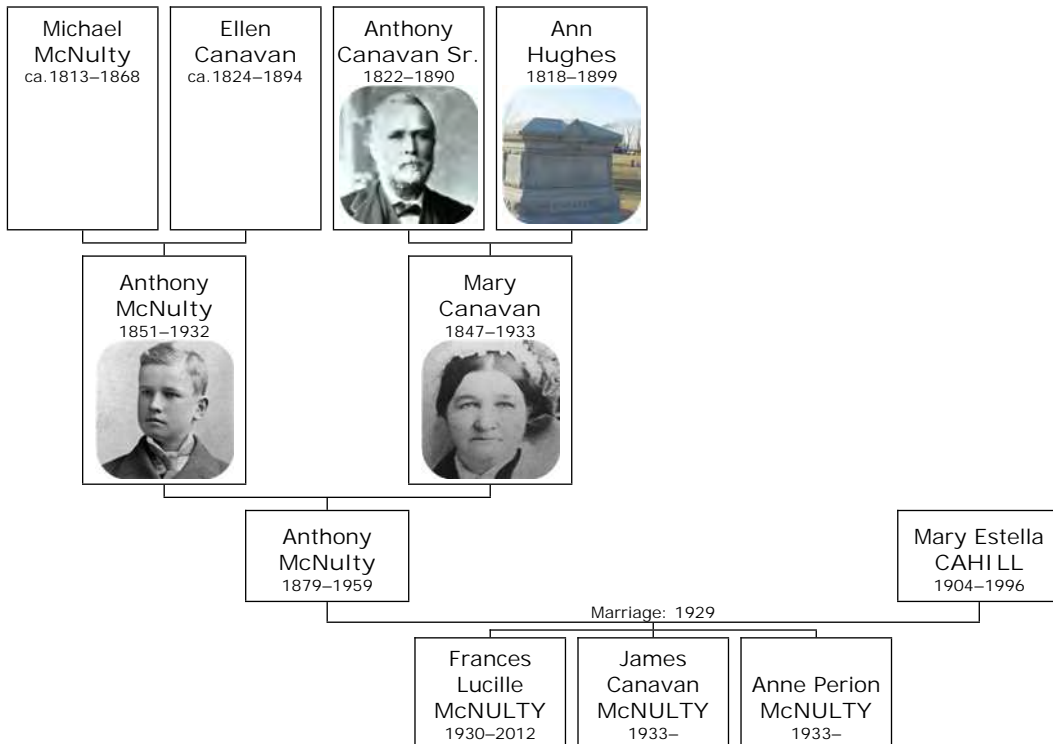 Michael
McNulty
ca.1813–1868
Ellen
Canavan
ca.1824–1894
Anthony
Canavan Sr.
1822–1890
Ann
Hughes
1818–1899
Anthony
McNulty
1851–1932
Mary
Canavan
1847–1933
Anthony
McNulty
1879–1959
Mary Estella
CAHILL
1904–1996
Marriage: 1929
Frances
Lucille
McNULTY
1930–2012
James
Canavan
McNULTY
1933–
Anne Perion
McNULTY
1933–